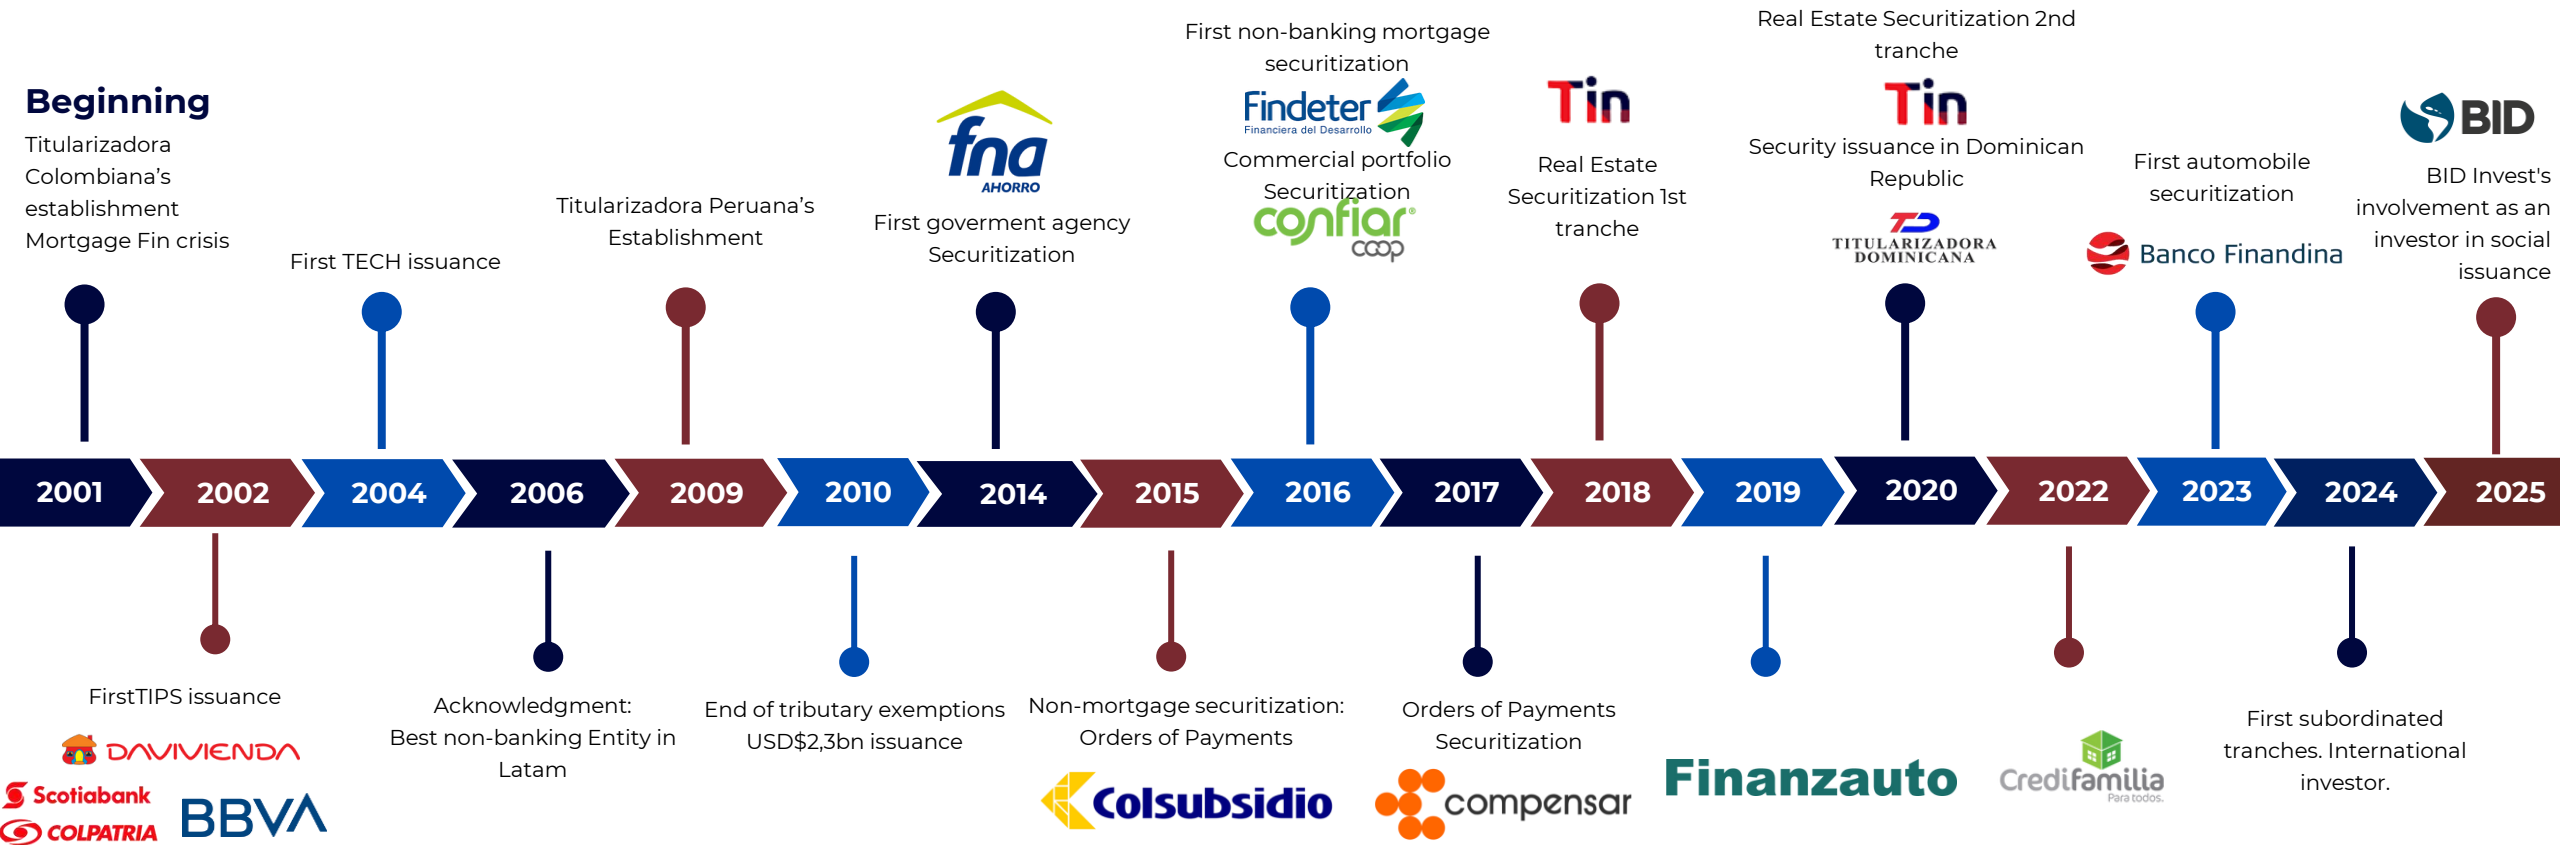 Beginning
Titularizadora
Colombiana’s
establishment
Mortgage Fin crisis
First TECH issuance
Titularizadora Peruana’s
Establishment
fna
AHORRO
First goverment agency
Securitization
First non-banking mortgage
securitization
Findeter
Financiera del Desarrollo
Commercial portfolio
Securitization
confiar®
coop
Tin
Real Estate
Securitization 1st
tranche
Real Estate Securitization 2nd
tranche
Tin
Security issuance in Dominican
Republic
TD
TITULARIZADORA
DOMINICANA
First automobile
securitization
Banco Finandina
BID
BID Invest's
involvement as an
investor in social
issuance
2001
2002
2004
2006
2009
2010
2014
2015
2016
2017
2018
2019
2020
2022
2023
2024
2025
FirstTIPS issuance
DAVIVIENDA
Scotiabank
COLPATRIA
BBVA
Acknowledgment:
Best non-banking Entity in
Latam
End of tributary exemptions
USD$2,3bn issuance
Non-mortgage securitization:
Orders of Payments
Colsubsidio
Orders of Payments
Securitization
compensar
Finanzauto
Credifamilia
Para todos.
First subordinated
tranches. International
investor.